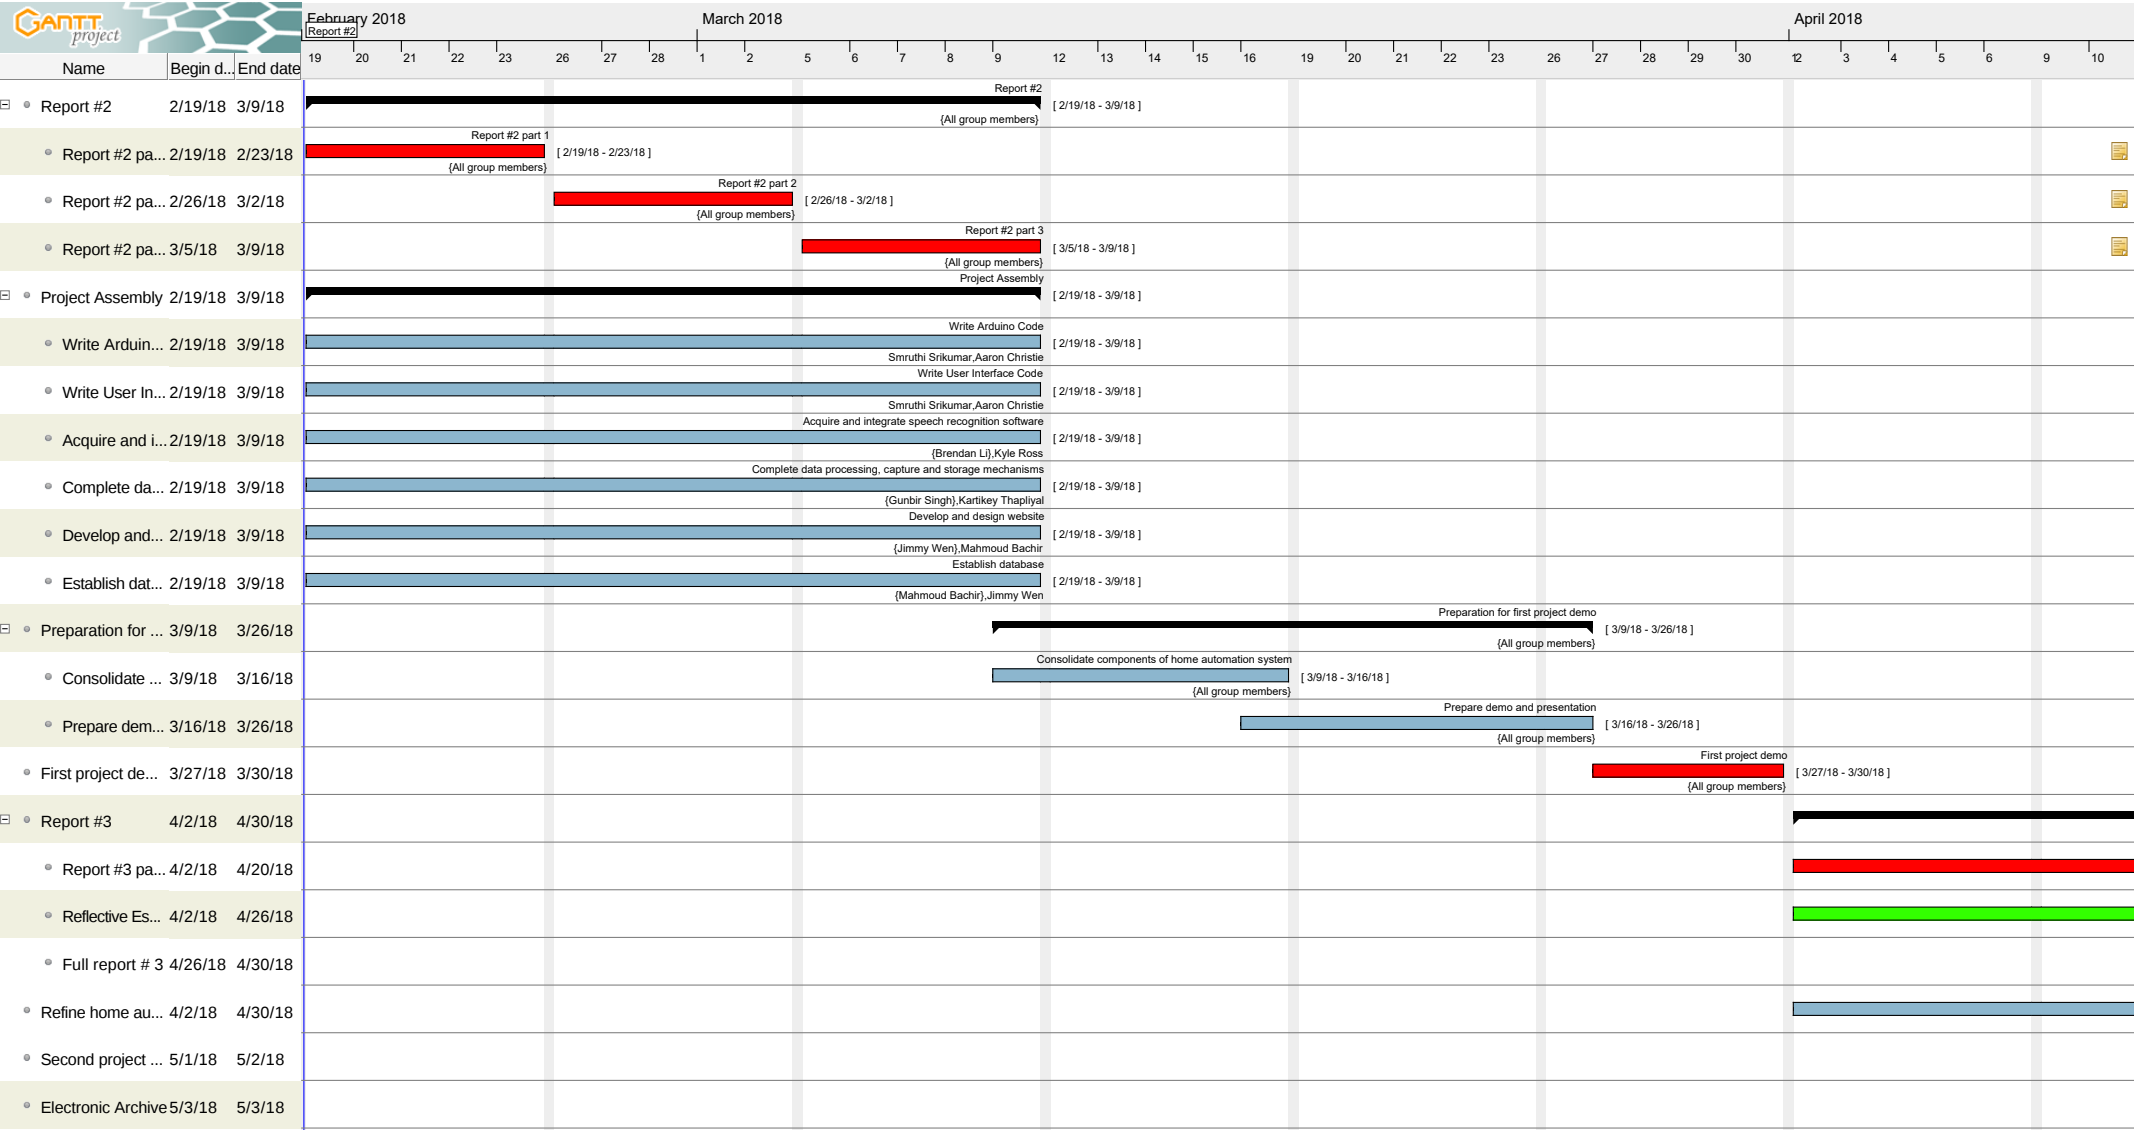 GANTT
project
February 2018 March 2018 April 2018
Report #2
Name Begin d... End date 19 20 21 22 23 26 27 28 1 2 5 6 7 8 9 12 13 14 15 16 19 20 21 22 23 26 27 28 29 30 2 3 4 5 6 9 10
Report #2
Report #2 2/19/18 3/9/18 [ 2/19/18 - 3/9/18 ]
{All group members}
Report #2 part 1
Report #2 pa... 2/19/18 2/23/18 [ 2/19/18 - 2/23/18 ]
{All group members}
Report #2 part 2
Report #2 pa... 2/26/18 3/2/18 [ 2/26/18 - 3/2/18 ]
{All group members}
Report #2 part 3
Report #2 pa... 3/5/18 3/9/18 [ 3/5/18 - 3/9/18 ]
{All group members}
Project Assembly
Project Assembly 2/19/18 3/9/18 [ 2/19/18 - 3/9/18 ]
Write Arduino Code
Write Arduin... 2/19/18 3/9/18 [ 2/19/18 - 3/9/18 ]
Smruthi Srikumar,Aaron Christie
Write User Interface Code
Write User In... 2/19/18 3/9/18 [ 2/19/18 - 3/9/18 ]
Smruthi Srikumar,Aaron Christie
Acquire and integrate speech recognition software
Acquire and i... 2/19/18 3/9/18 [ 2/19/18 - 3/9/18 ]
{Brendan Li},Kyle Ross
Complete data processing, capture and storage mechanisms
Complete da... 2/19/18 3/9/18 [ 2/19/18 - 3/9/18 ]
{Gunbir Singh},Kartikey Thapliyal
Develop and design website
Develop and... 2/19/18 3/9/18 [ 2/19/18 - 3/9/18 ]
{Jimmy Wen},Mahmoud Bachir
Establish database
Establish dat... 2/19/18 3/9/18 [ 2/19/18 - 3/9/18 ]
{Mahmoud Bachir},Jimmy Wen
Preparation for first project demo
Preparation for ... 3/9/18 3/26/18 [ 3/9/18 - 3/26/18 ]
{All group members}
Consolidate components of home automation system
Consolidate ... 3/9/18 3/16/18 [ 3/9/18 - 3/16/18 ]
{All group members}
Prepare demo and presentation
Prepare dem... 3/16/18 3/26/18 [ 3/16/18 - 3/26/18 ]
{All group members}
First project demo
First project de... 3/27/18 3/30/18 [ 3/27/18 - 3/30/18 ]
{All group members}
Report #3 4/2/18 4/30/18
Report #3 pa... 4/2/18 4/20/18
Reflective Es... 4/2/18 4/26/18
Full report # 3 4/26/18 4/30/18
Refine home au... 4/2/18 4/30/18
Second project ... 5/1/18 5/2/18
Electronic Archive 5/3/18 5/3/18